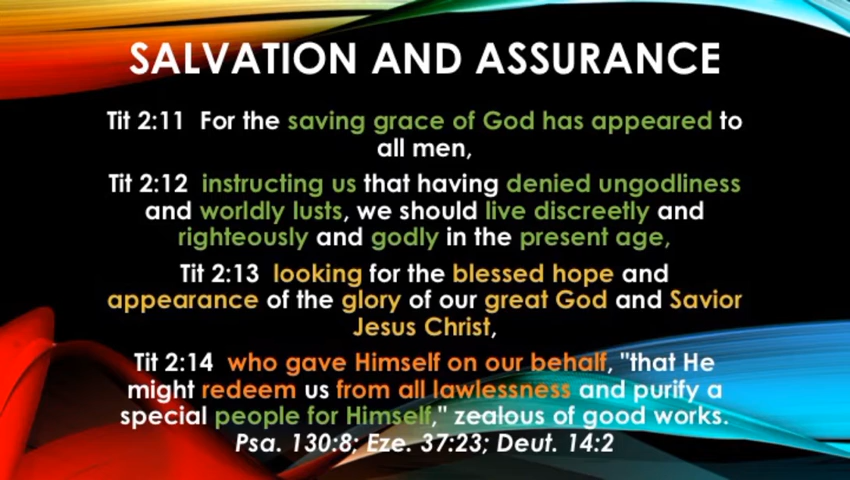 SALVATION AND ASSURANCE
Tit 2:11 For the saving grace of God has appeared to
all men,
Tit 2:12 instructing us that having denied ungodliness
and worldly lusts, we should live discreetly and
righteously and godly in the present age,
Tit 2:13 looking for the blessed hope and
appearance of the glory of our great God and Savior
Jesus Christ,
Tit 2:14 who gave Himself on our behalf, "that He
might redeem us from all lawlessness and purify a
special people for Himself," zealous of good works.
Psa. 130:8; Eze. 37:23; Deut. 14:2